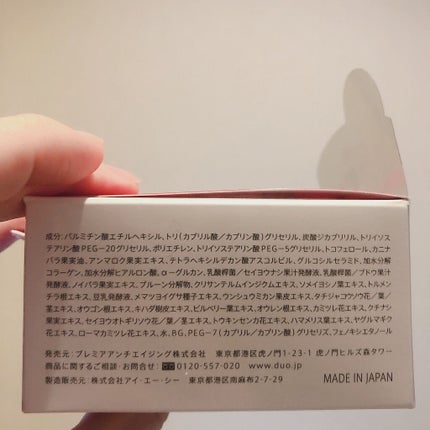 成分：パルミチン酸エチルヘキシル、トリ（カプリル酸／カプリン酸）グリセリル、炭酸ジカプリリル、トリイソス
テアリン酸PEG-20グリセリル、ポリエチレン、トリイソステアリン酸PEG-5グリセリル、トコフェロール、カニナ
バラ果実油、アンマロク果実エキス、テトラヘキシルデカン酸アスコルビル、グルコシルセラミド、加水分解
コラーゲン、加水分解ヒアルロン酸、α-グルカン、乳酸桿菌／セイヨウナシ果汁発酵液、乳酸桿菌／ブドウ果汁
発酵液、ノイバラ果実エキス、プルーン分解物、クリサンテルムインジクムエキス、ソメイヨシノ葉エキス、トルメン
チラ根エキス、豆乳発酵液、メマツヨイグサ種子エキス、ウンシュウミカン果皮エキス、タチジャコウソウ花／葉／
茎エキス、オウゴン根エキス、キハダ樹皮エキス、ビルベリー葉エキス、オウレン根エキス、カミツレ花エキス、クチナシ
果実エキス、セイヨウオトギリソウ花／葉／茎エキス、トウキンセンカ花エキス、ハマメリス葉エキス、ヤグルマギク
花エキス、ローマカミツレ花エキス、水、BG、PEG-7（カプリル／カプリン酸）グリセリズ、フェノキシエタノール
発売元：プレミアアンチエイジング株式会社　東京都港区虎ノ門1-23-1 虎ノ門ヒルズ森タワー
商品に関するご相談・お問合せ：0120-557-020 www.duo.jp
製造販売元：株式会社アイ・エー・シー　東京都港区南麻布2-7-29
MADE IN JAPAN